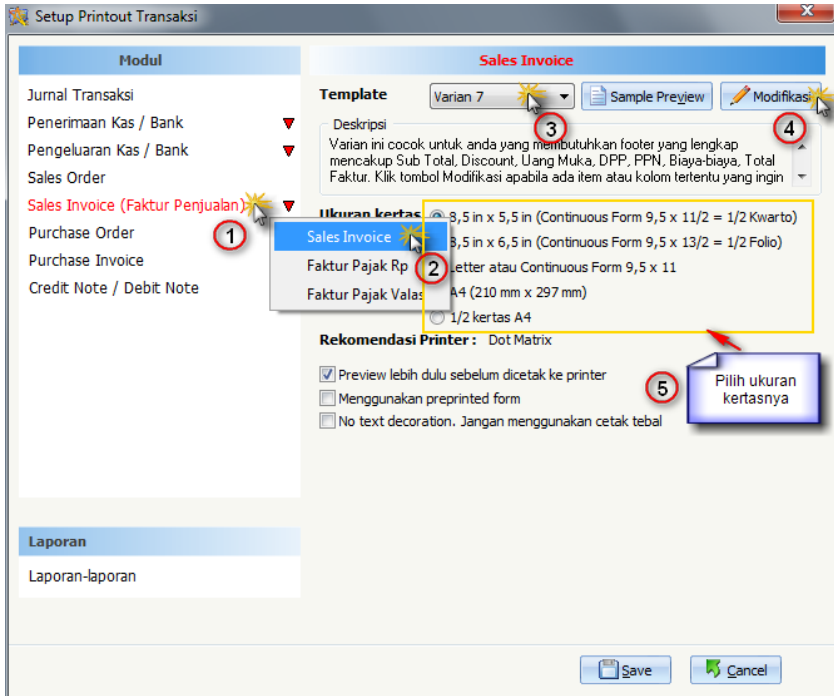 Setup Printout Transaksi
x
Modul
Jurnal Transaksi
Penerimaan Kas / Bank
Pengeluaran Kas / Bank
Sales Order
Sales Invoice (Faktur Penjualan)
1
Purchase Order
Purchase Invoice
Credit Note / Debit Note
Sales Invoice
Faktur Pajak Rp
2
Faktur Pajak Valas
Laporan
Laporan-laporan
Sales Invoice
Template Varian 7 Sample Preview Modifikasi
3
4
Deskripsi
Varian ini cocok untuk anda yang membutuhkan footer yang lengkap
mencakup Sub Total, Discount, Uang Muka, DPP, PPN, Biaya-biaya, Total
Faktur. Klik tombol Modifikasi apabila ada item atau kolom tertentu yang ingin
Ukuran kertas 8,5 in x 5,5 in (Continuous Form 9,5 x 11/2 = 1/2 Kwarto)
8,5 in x 6,5 in (Continuous Form 9,5 x 13/2 = 1/2 Folio)
Letter atau Continuous Form 9,5 x 11
A4 (210 mm x 297 mm)
1/2 kertas A4
Rekomendasi Printer : Dot Matrix
Preview lebih dulu sebelum dicetak ke printer
Menggunakan preprinted form
No text decoration. Jangan menggunakan cetak tebal
5
Pilih ukuran
kertasnya
Save Cancel